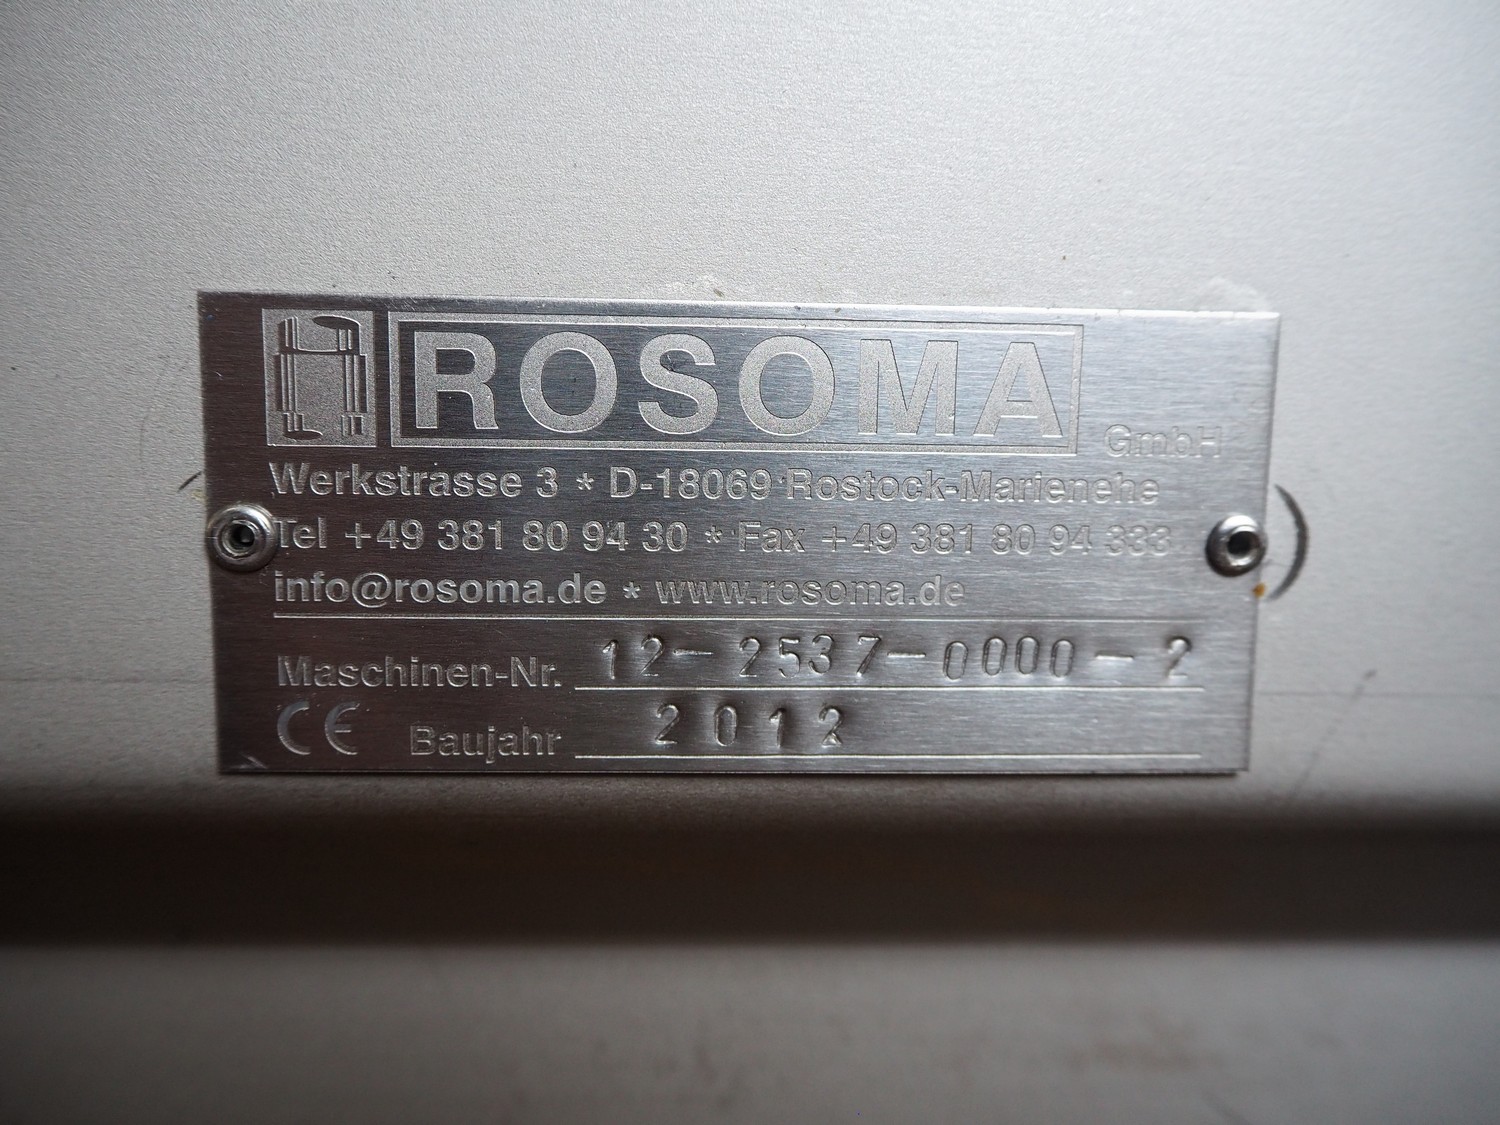 ROSOMA GmbH
Werkstrasse 3 * D-18069 Rostock-Marienehe
Tel +49 381 80 94 30 * Fax +49 381 80 94 333
info@rosoma.de * www.rosoma.de
Maschinen-Nr. 12-2537-0000-2
CE Baujahr 2012